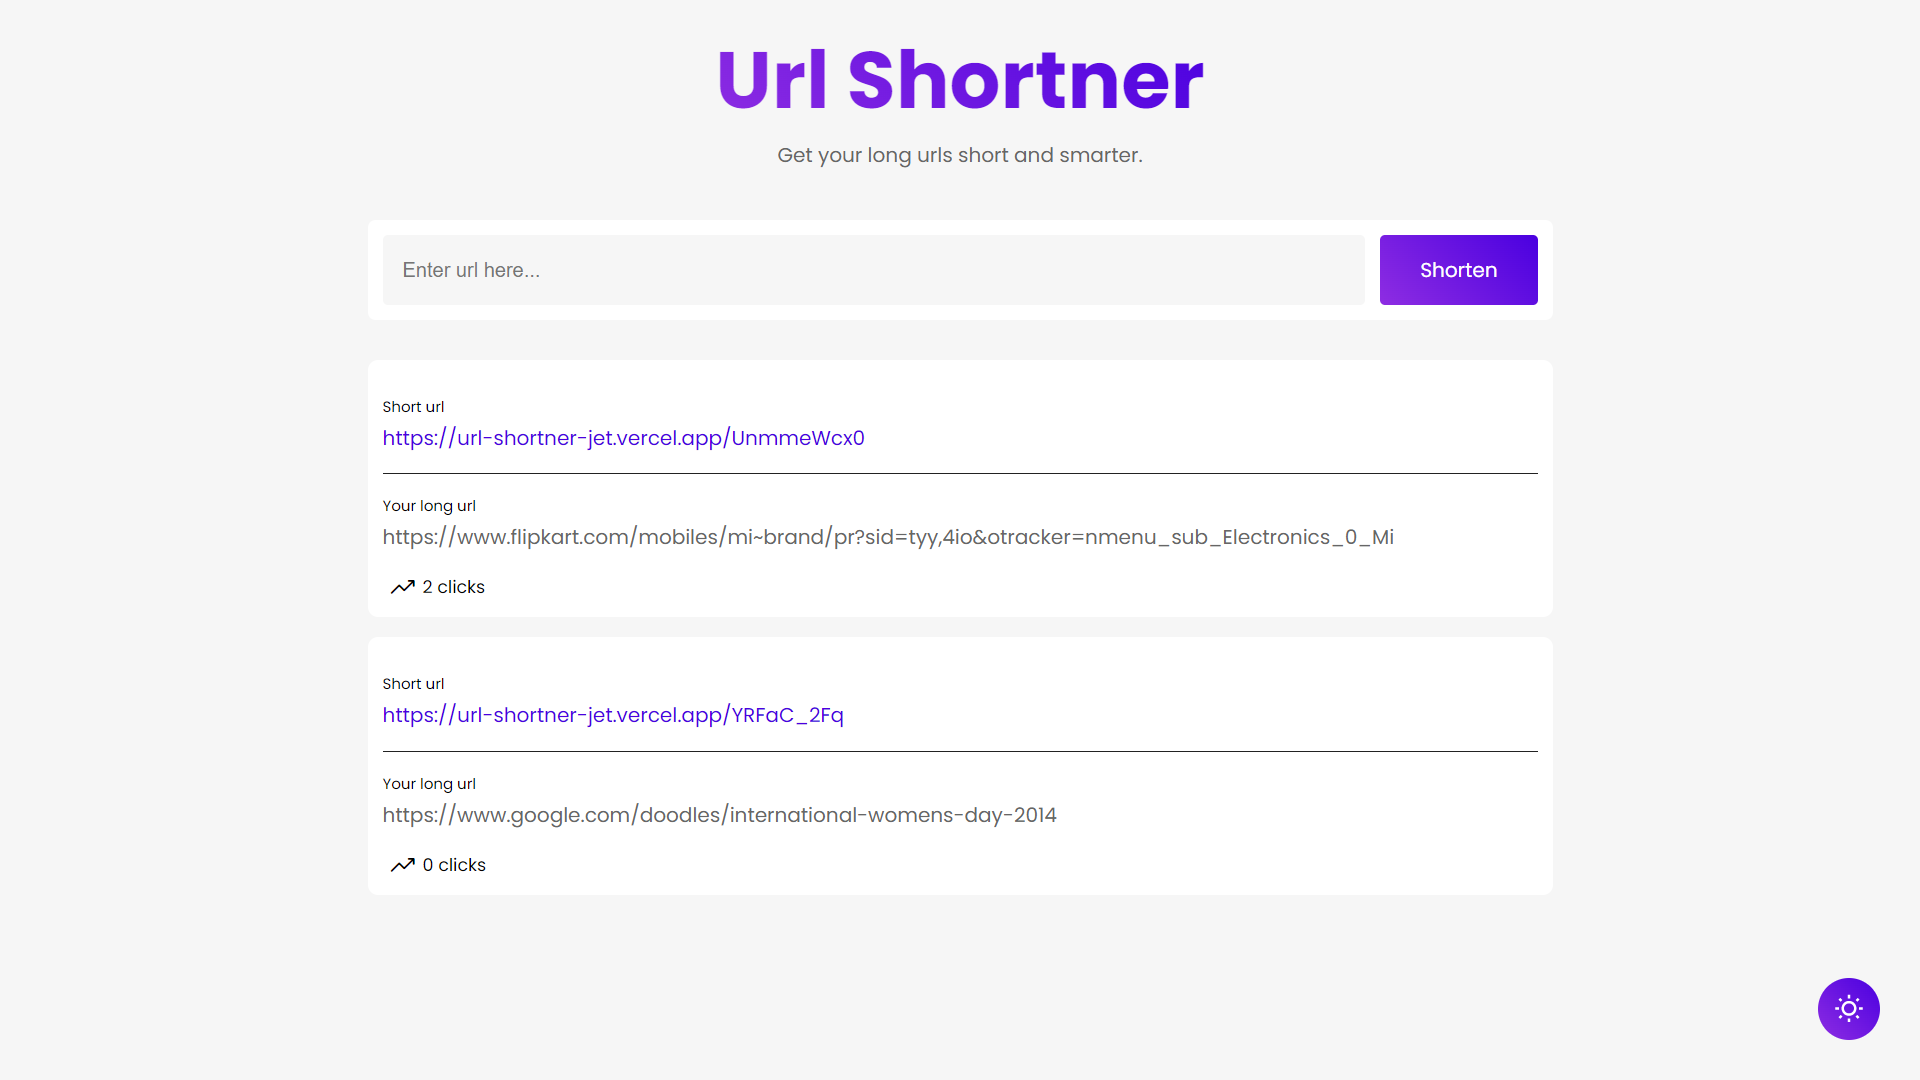 Url Shortner
Get your long urls short and smarter.
Enter url here...
Shorten
Short url
https://url-shortner-jet.vercel.app/UnmmeWcx0
Your long url
https://www.flipkart.com/mobiles/mi~brand/pr?sid=tyy,4io&otracker=nmenu_sub_Electronics_0_Mi
2 clicks
Short url
https://url-shortner-jet.vercel.app/YRFaC_2Fq
Your long url
https://www.google.com/doodles/international-womens-day-2014
0 clicks